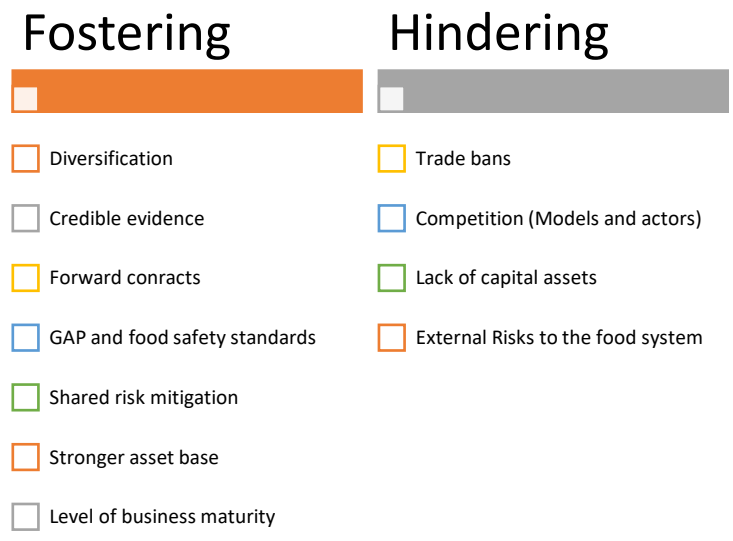 Fostering
Diversification
Credible evidence
Forward conracts
GAP and food safety standards
Shared risk mitigation
Stronger asset base
Level of business maturity
Hindering
Trade bans
Competition (Models and actors)
Lack of capital assets
External Risks to the food system